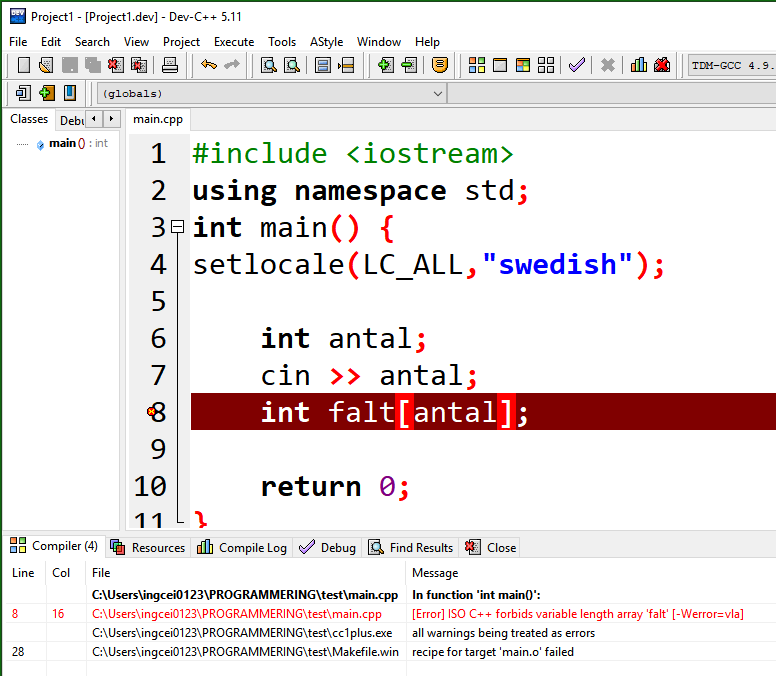 Project1 - [Project1.dev] - Dev-C++ 5.11
File Edit Search View Project Execute Tools AStyle Window Help
TDM-GCC 4.9.
(globals)
Classes Debu main.cpp
main () : int
1 #include <iostream>
2 using namespace std;
3 int main() {
4 setlocale(LC_ALL,"swedish");
5
6 int antal;
7 cin >> antal;
8 int falt[antal];
9
10 return 0;
11 }
Compiler (4) Resources Compile Log Debug Find Results Close
Line Col File Message
C:\Users\ingcei0123\PROGRAMMERING\test\main.cpp In function 'int main()':
8 16 C:\Users\ingcei0123\PROGRAMMERING\test\main.cpp [Error] ISO C++ forbids variable length array 'falt' [-Werror=vla]
C:\Users\ingcei0123\PROGRAMMERING\test\cc1plus.exe all warnings being treated as errors
28 C:\Users\ingcei0123\PROGRAMMERING\test\Makefile.win recipe for target 'main.o' failed